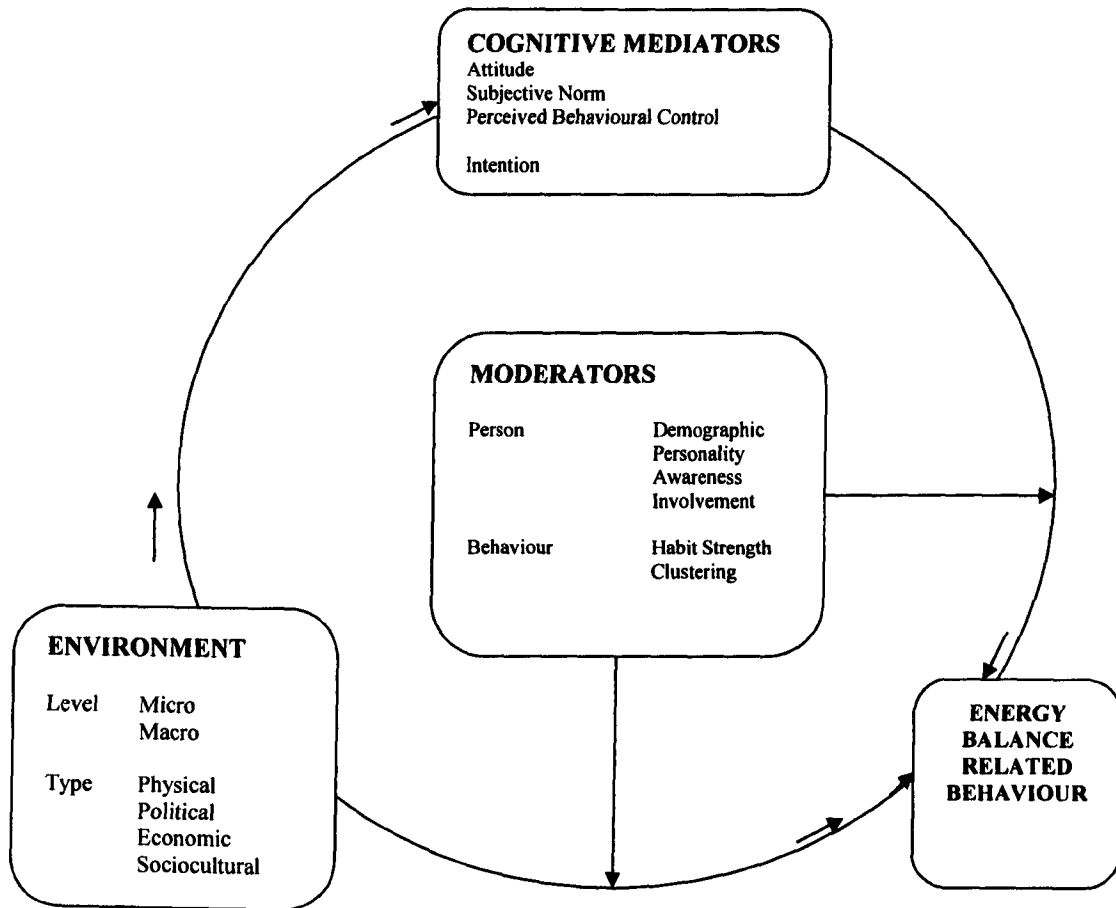 COGNITIVE MEDIATORS
Attitude
Subjective Norm
Perceived Behavioural Control
Intention
MODERATORS
Person Demographic
Personality
Awareness
Involvement
Behaviour Habit Strength
Clustering
ENVIRONMENT
Level Micro
Macro
Type Physical
Political
Economic
Sociocultural
ENERGY
BALANCE
RELATED
BEHAVIOUR